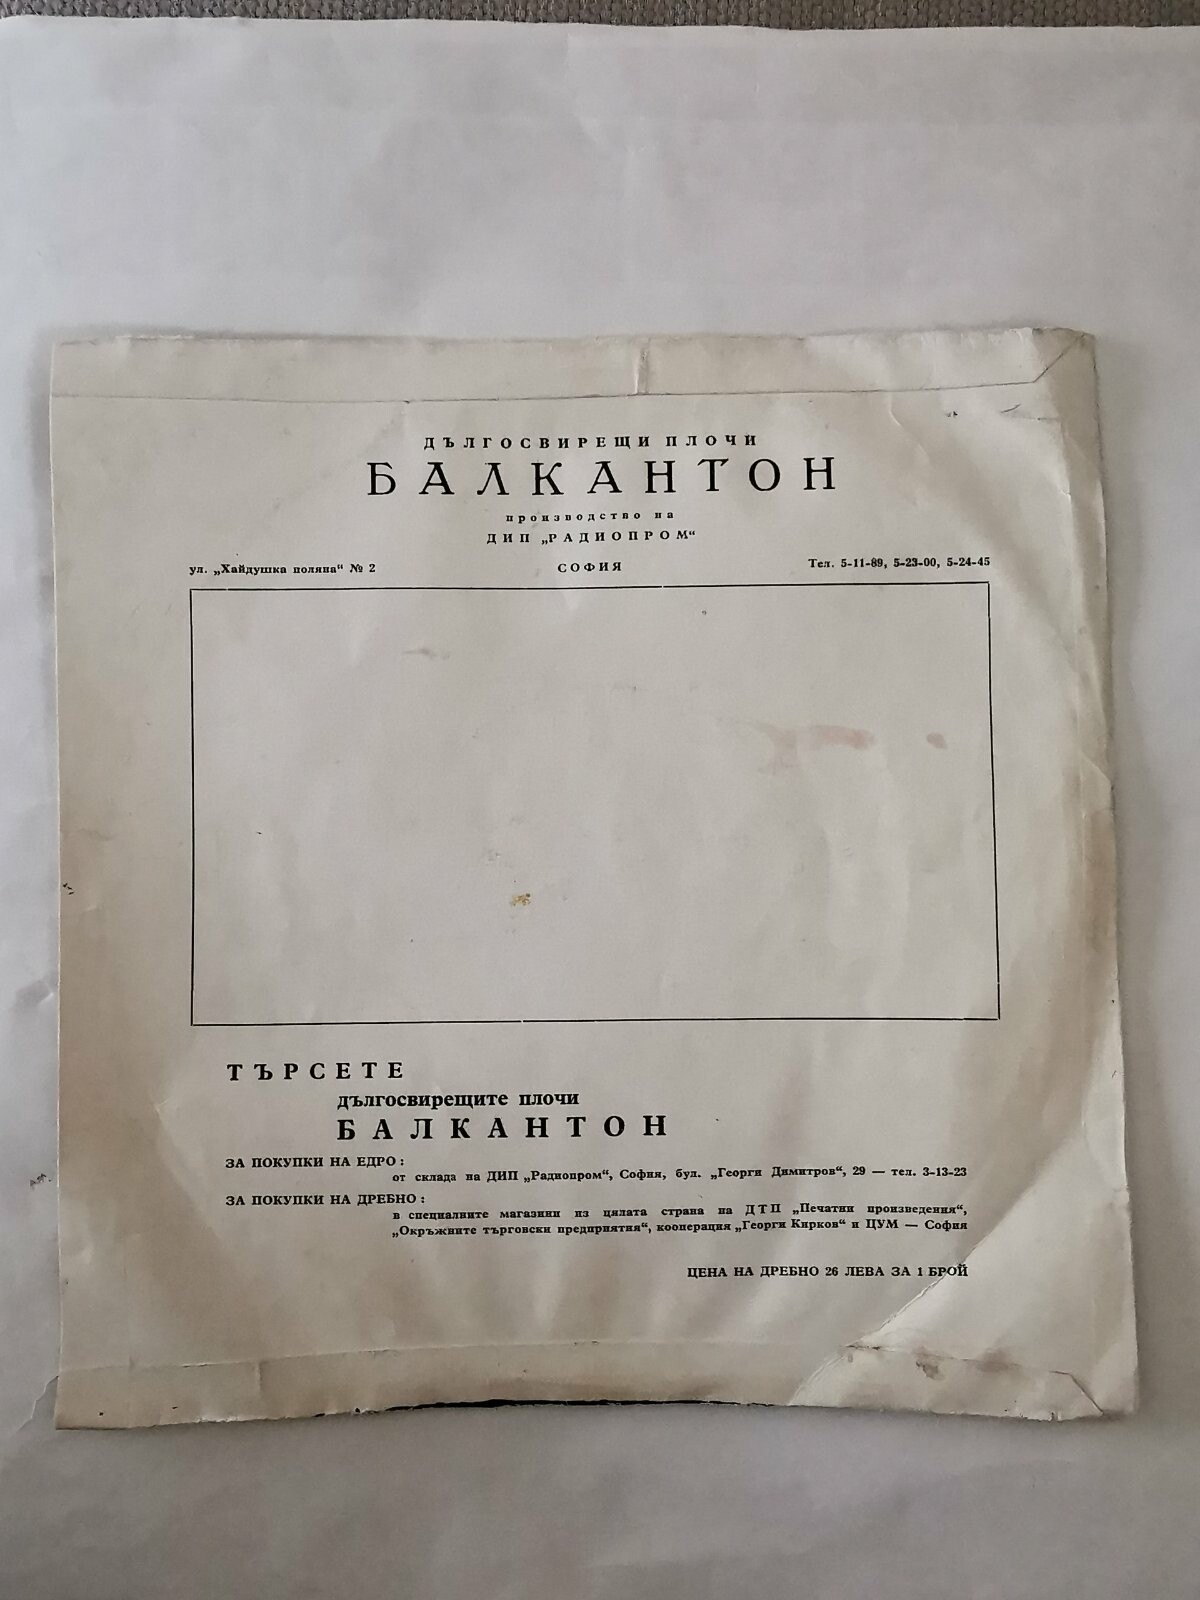 ДЪЛГОСВИРЕЩИ ПЛОЧИ
БАЛКАНТОН
производство на
ДИП „РАДИОПРОМ“
ул. „Хайдушка поляна“ № 2 СОФИЯ Тел. 5-11-89, 5-23-00, 5-24-45
ТЪРСЕТЕ
дългосвирещите плочи
БАЛКАНТОН
ЗА ПОКУПКИ НА ЕДРО :
от склада на ДИП „Радиопром“, София, бул. „Георги Димитров“, 29 — тел. 3-13-23
ЗА ПОКУПКИ НА ДРЕБНО :
в специалните магазини из цялата страна на ДТП „Печатни произведения“,
„Окръжните търговски предприятия“, кооперация „Георги Кирков“ и ЦУМ — София
ЦЕНА НА ДРЕБНО 26 ЛЕВА ЗА 1 БРОЙ